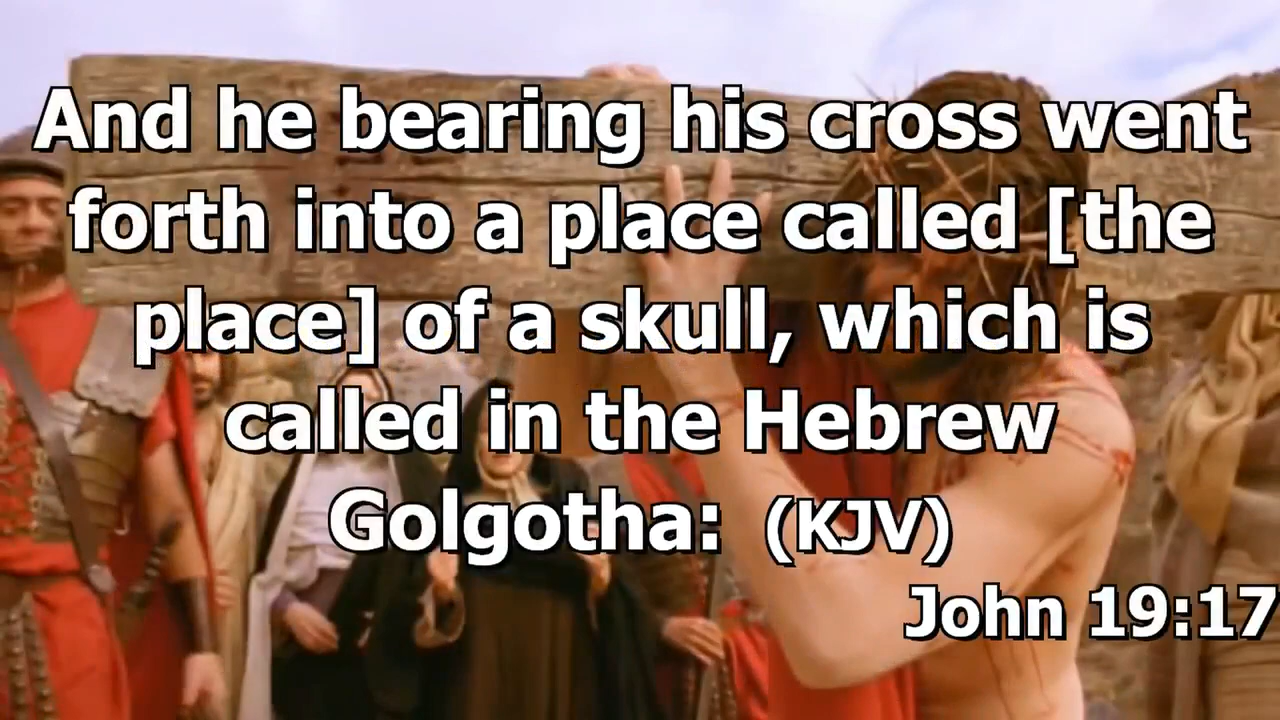 And he bearing his cross went
forth into a place called [the
place] of a skull, which is
called in the Hebrew
Golgotha: (KJV)
John 19:17